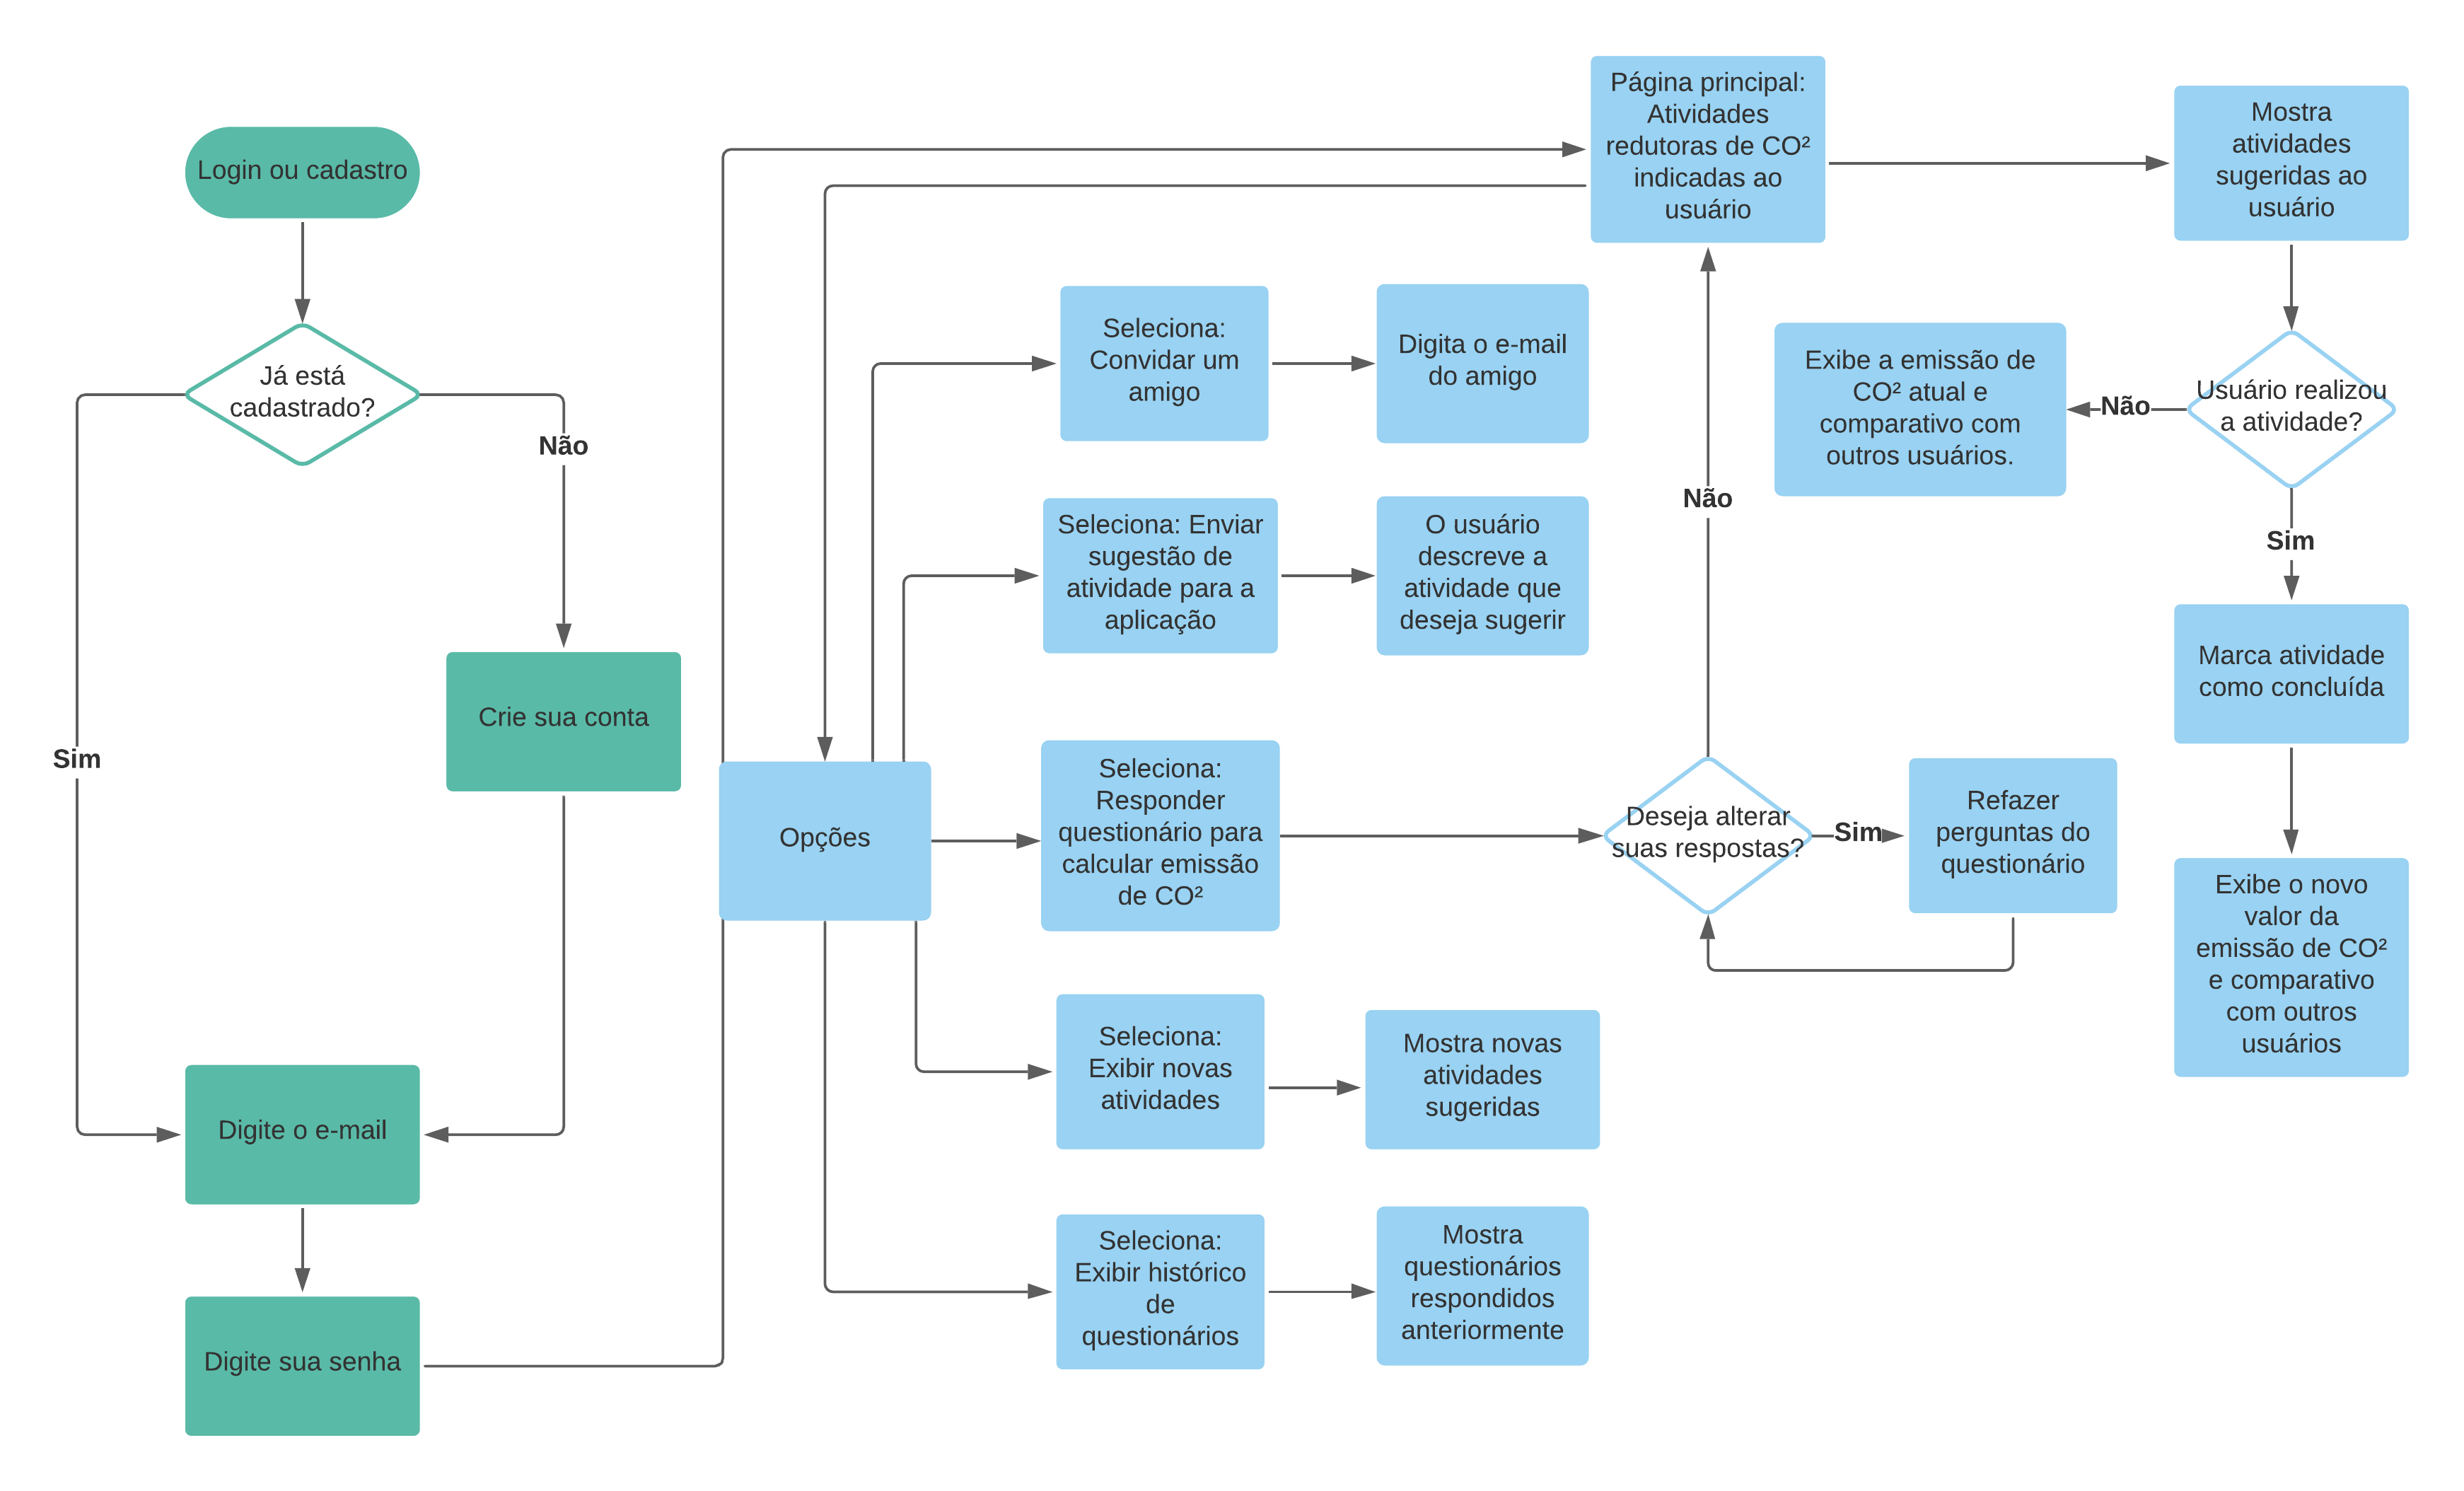 Login ou cadastro
Já está
cadastrado?
Não
Sim
Crie sua conta
Digite o e-mail
Digite sua senha
Página principal:
Atividades
redutoras de CO²
indicadas ao
usuário
Opções
Seleciona:
Convidar um
amigo
Digita o e-mail
do amigo
Seleciona: Enviar
sugestão de
atividade para a
aplicação
O usuário
descreve a
atividade que
deseja sugerir
Seleciona:
Responder
questionário para
calcular emissão
de CO²
Deseja alterar
suas respostas?
Não
Sim
Refazer
perguntas do
questionário
Seleciona:
Exibir novas
atividades
Mostra novas
atividades
sugeridas
Seleciona:
Exibir histórico
de
questionários
Mostra
questionários
respondidos
anteriormente
Mostra
atividades
sugeridas ao
usuário
Usuário realizou
a atividade?
Não
Exibe a emissão de
CO² atual e
comparativo com
outros usuários.
Sim
Marca atividade
como concluída
Exibe o novo
valor da
emissão de CO²
e comparativo
com outros
usuários